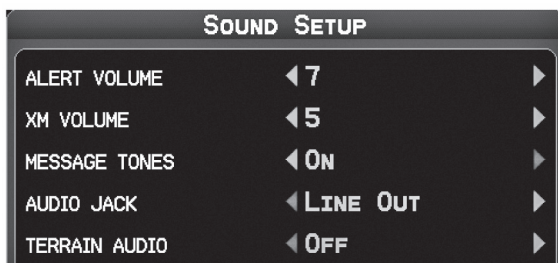 SOUND SETUP
ALERT VOLUME 7
XM VOLUME 5
MESSAGE TONES ON
AUDIO JACK LINE OUT
TERRAIN AUDIO OFF